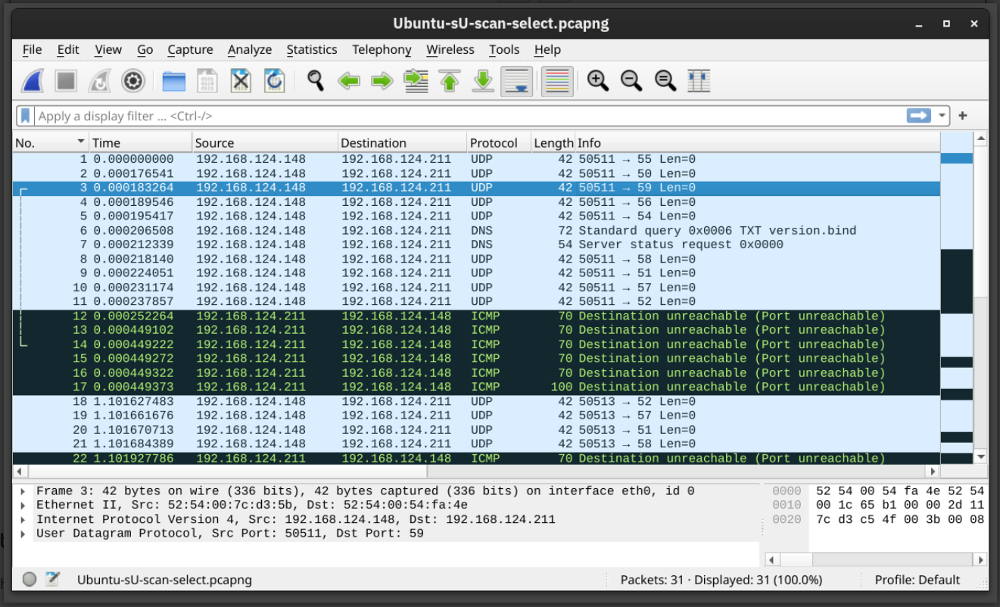 Ubuntu-sU-scan-select.pcapng
File Edit View Go Capture Analyze Statistics Telephony Wireless Tools Help
Apply a display filter ... <Ctrl-/>
No. Time Source Destination Protocol Length Info
1 0.000000000 192.168.124.148 192.168.124.211 UDP 42 50511 → 55 Len=0
2 0.000176541 192.168.124.148 192.168.124.211 UDP 42 50511 → 50 Len=0
3 0.000183264 192.168.124.148 192.168.124.211 UDP 42 50511 → 59 Len=0
4 0.000189546 192.168.124.148 192.168.124.211 UDP 42 50511 → 56 Len=0
5 0.000195417 192.168.124.148 192.168.124.211 UDP 42 50511 → 54 Len=0
6 0.000206508 192.168.124.148 192.168.124.211 DNS 72 Standard query 0x0006 TXT version.bind
7 0.000212339 192.168.124.148 192.168.124.211 DNS 54 Server status request 0x0000
8 0.000218140 192.168.124.148 192.168.124.211 UDP 42 50511 → 58 Len=0
9 0.000224051 192.168.124.148 192.168.124.211 UDP 42 50511 → 51 Len=0
10 0.000231174 192.168.124.148 192.168.124.211 UDP 42 50511 → 57 Len=0
11 0.000237857 192.168.124.148 192.168.124.211 UDP 42 50511 → 52 Len=0
12 0.000252264 192.168.124.211 192.168.124.148 ICMP 70 Destination unreachable (Port unreachable)
13 0.000449102 192.168.124.211 192.168.124.148 ICMP 70 Destination unreachable (Port unreachable)
14 0.000449222 192.168.124.211 192.168.124.148 ICMP 70 Destination unreachable (Port unreachable)
15 0.000449272 192.168.124.211 192.168.124.148 ICMP 70 Destination unreachable (Port unreachable)
16 0.000449322 192.168.124.211 192.168.124.148 ICMP 70 Destination unreachable (Port unreachable)
17 0.000449373 192.168.124.211 192.168.124.148 ICMP 100 Destination unreachable (Port unreachable)
18 1.101627483 192.168.124.148 192.168.124.211 UDP 42 50513 → 52 Len=0
19 1.101661676 192.168.124.148 192.168.124.211 UDP 42 50513 → 57 Len=0
20 1.101670713 192.168.124.148 192.168.124.211 UDP 42 50513 → 51 Len=0
21 1.101684389 192.168.124.148 192.168.124.211 UDP 42 50513 → 58 Len=0
22 1.101927786 192.168.124.211 192.168.124.148 ICMP 70 Destination unreachable (Port unreachable)
Frame 3: 42 bytes on wire (336 bits), 42 bytes captured (336 bits) on interface eth0, id 0
Ethernet II, Src: 52:54:00:7c:d3:5b, Dst: 52:54:00:54:fa:4e
Internet Protocol Version 4, Src: 192.168.124.148, Dst: 192.168.124.211
User Datagram Protocol, Src Port: 50511, Dst Port: 59
0000 52 54 00 54 fa 4e 52 54
0010 00 1c 65 b1 00 00 2d 11
0020 7c d3 c5 4f 00 3b 00 08
Ubuntu-sU-scan-select.pcapng
Packets: 31 · Displayed: 31 (100.0%)
Profile: Default